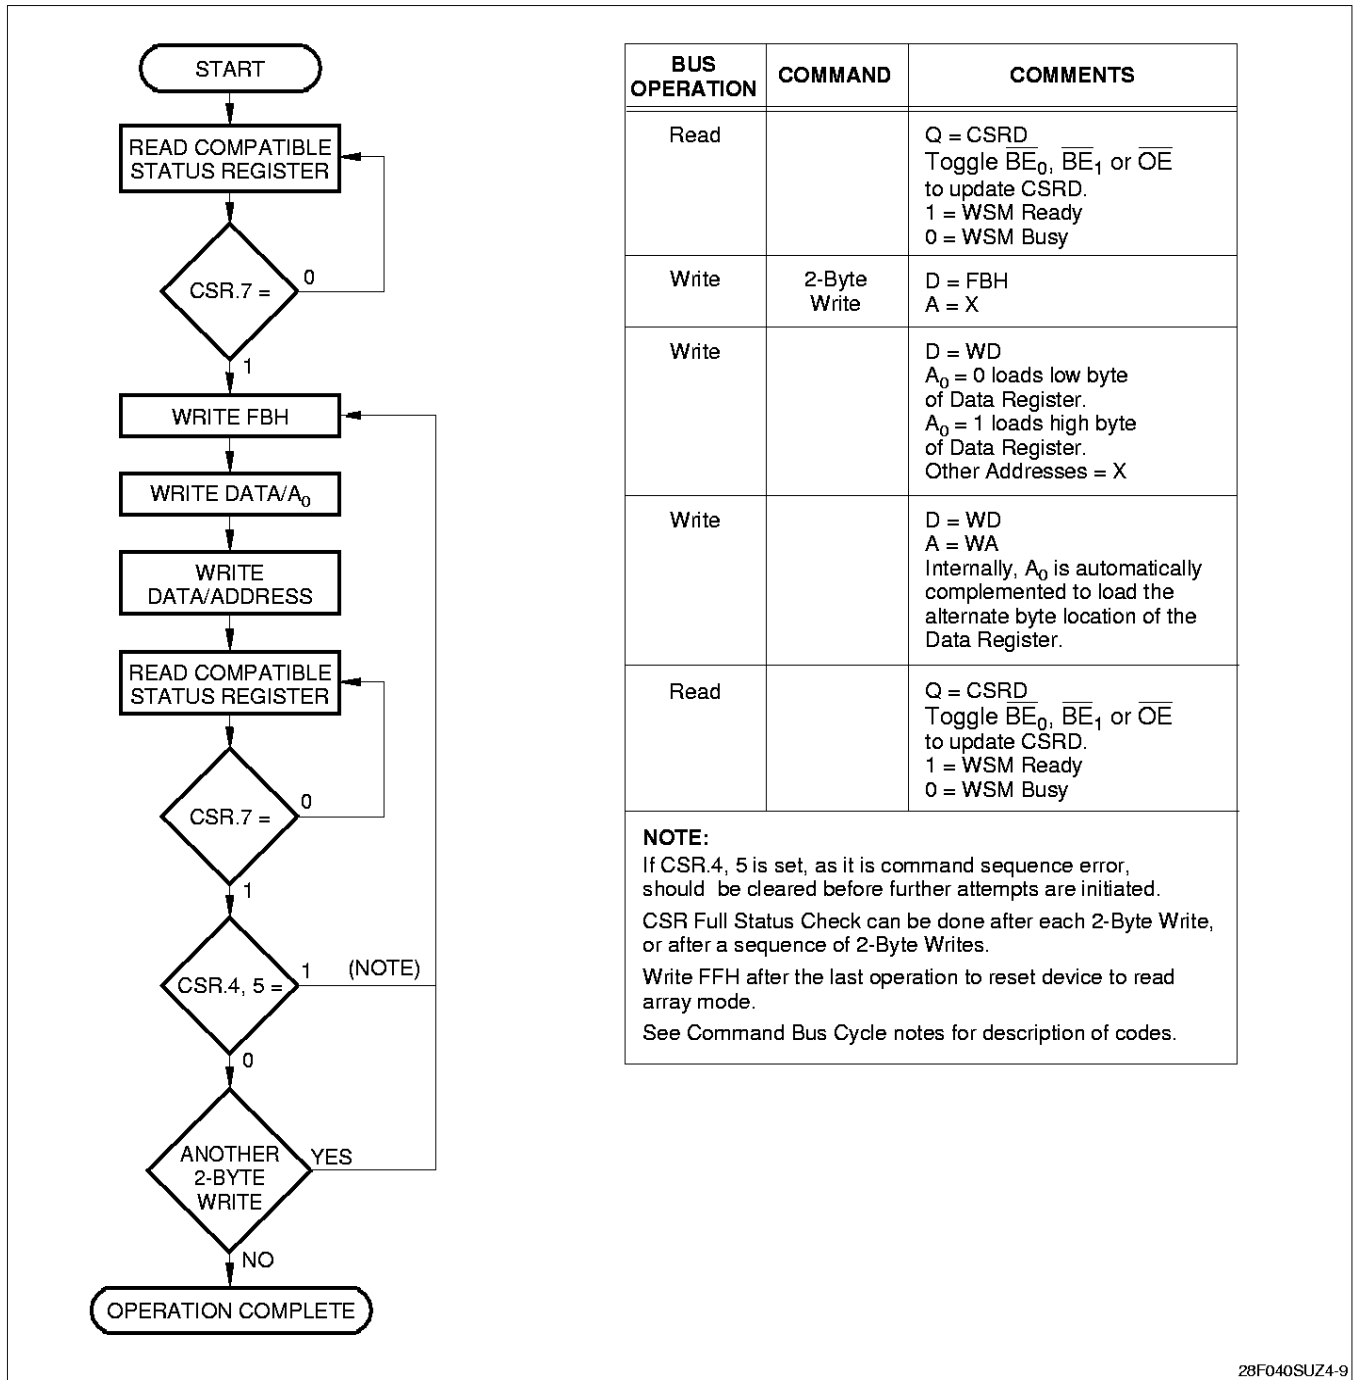 START
READ COMPATIBLE
STATUS REGISTER
CSR.7 =
0
1
WRITE FBH
WRITE DATA/A0
WRITE
DATA/ADDRESS
READ COMPATIBLE
STATUS REGISTER
CSR.7 =
0
1
CSR.4, 5 =
1
(NOTE)
0
ANOTHER
2-BYTE
WRITE
YES
NO
OPERATION COMPLETE
BUS
OPERATION
COMMAND
COMMENTS
Read
Q = CSRD
Toggle B̅E̅0, B̅E̅1 or O̅E̅
to update CSRD.
1 = WSM Ready
0 = WSM Busy
Write
2-Byte
Write
D = FBH
A = X
Write
D = WD
A0 = 0 loads low byte
of Data Register.
A0 = 1 loads high byte
of Data Register.
Other Addresses = X
Write
D = WD
A = WA
Internally, A0 is automatically
complemented to load the
alternate byte location of the
Data Register.
Read
Q = CSRD
Toggle B̅E̅0, B̅E̅1 or O̅E̅
to update CSRD.
1 = WSM Ready
0 = WSM Busy
NOTE:
If CSR.4, 5 is set, as it is command sequence error,
should be cleared before further attempts are initiated.
CSR Full Status Check can be done after each 2-Byte Write,
or after a sequence of 2-Byte Writes.
Write FFH after the last operation to reset device to read
array mode.
See Command Bus Cycle notes for description of codes.
28F040SUZ4-9